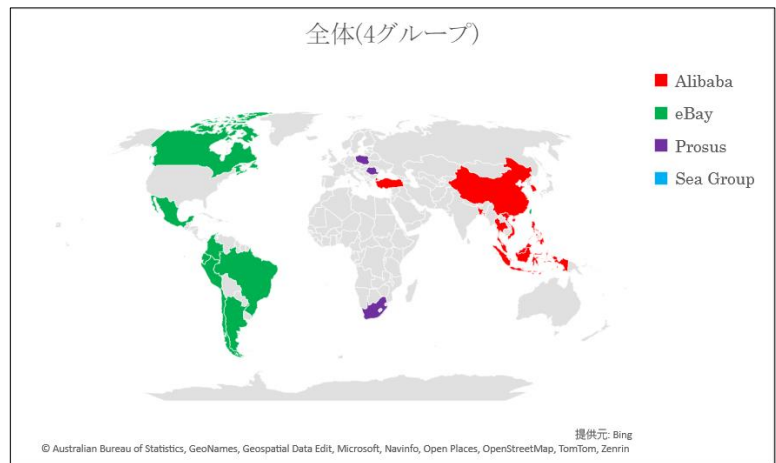 全体(4グループ)
Alibaba
eBay
Prosus
Sea Group
提供元: Bing
© Australian Bureau of Statistics, GeoNames, Geospatial Data Edit, Microsoft, Navinfo, Open Places, OpenStreetMap, TomTom, Zenrin